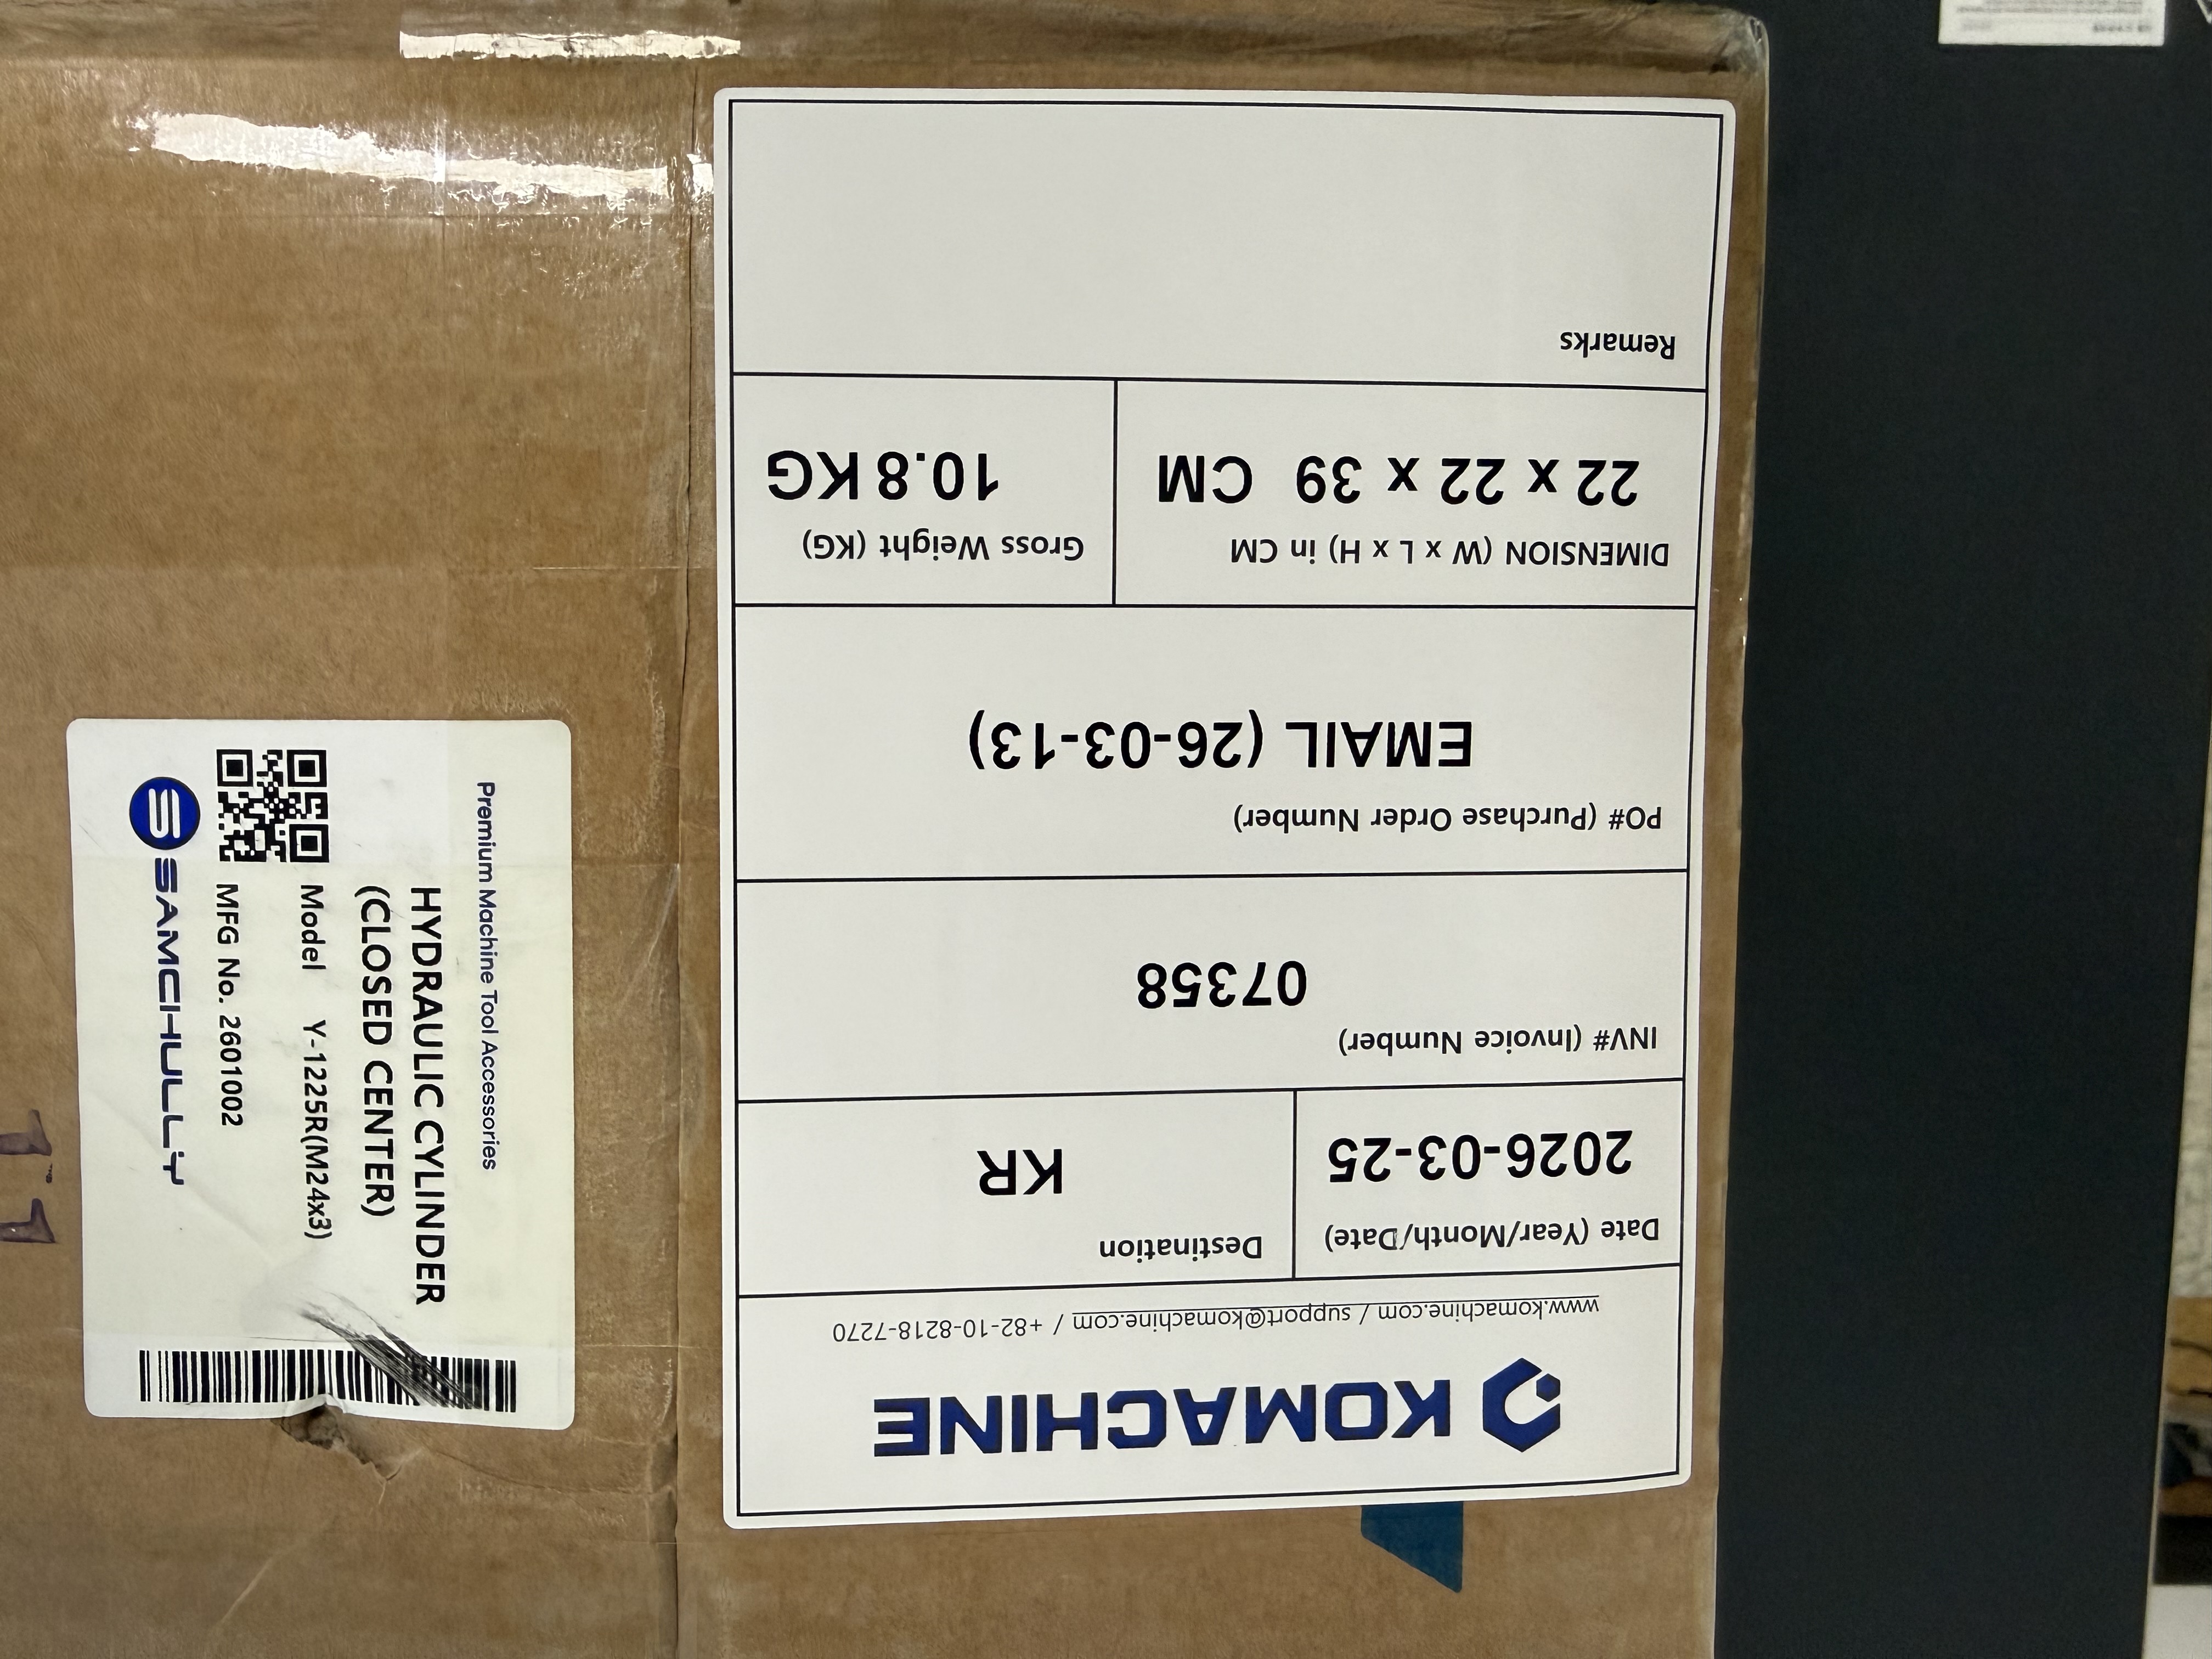 KOMACHINE
www.komachine.com / support@komachine.com / +82-10-8218-7270
Date (Year/Month/Date)
2026-03-25
Destination
KR
INV# (Invoice Number)
07358
PO# (Purchase Order Number)
EMAIL (26-03-13)
DIMENSION (W x L x H) in CM
22 x 22 x 39 CM
Gross Weight (KG)
10.8 KG
Remarks
Premium Machine Tool Accessories
HYDRAULIC CYLINDER
(CLOSED CENTER)
Model Y-1225R(M24x3)
MFG No. 2601002
SAMCHULLY